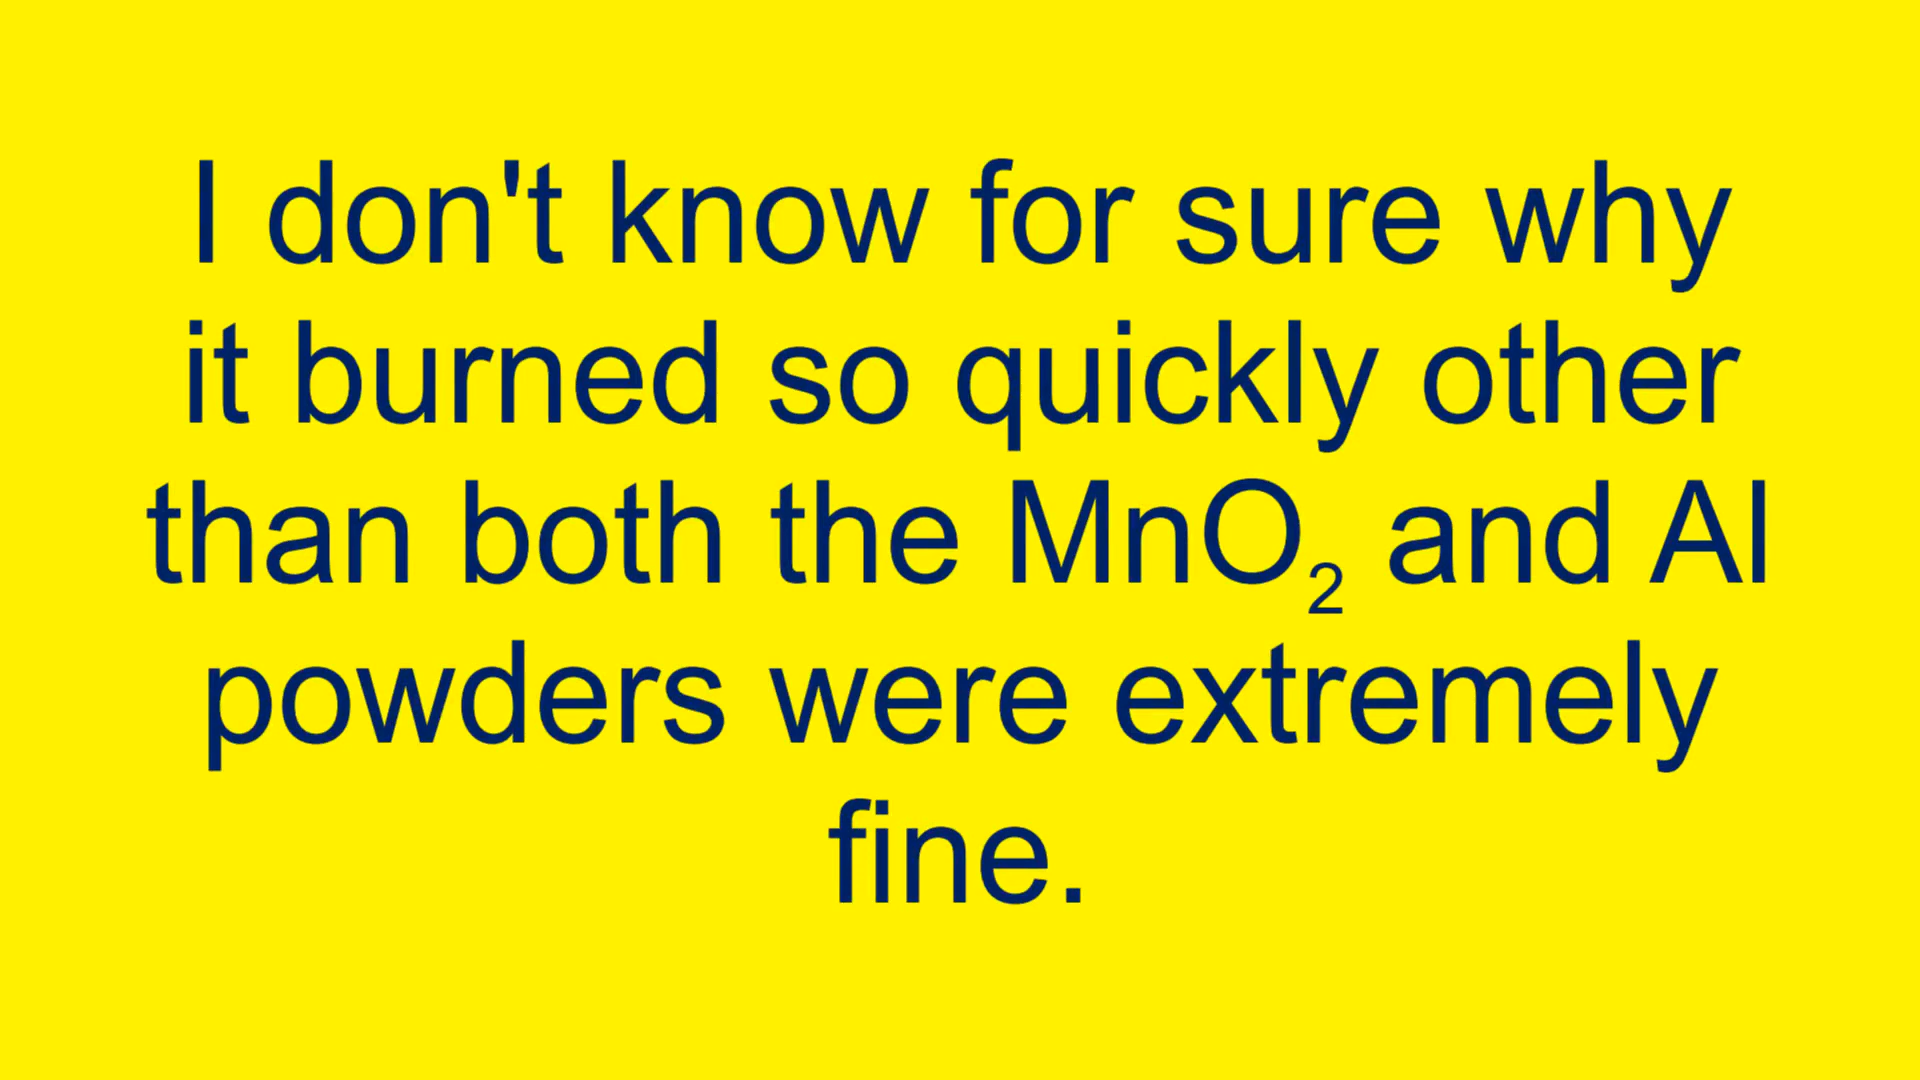 I don't know for sure why
it burned so quickly other
than both the MnO₂ and Al
powders were extremely
fine.